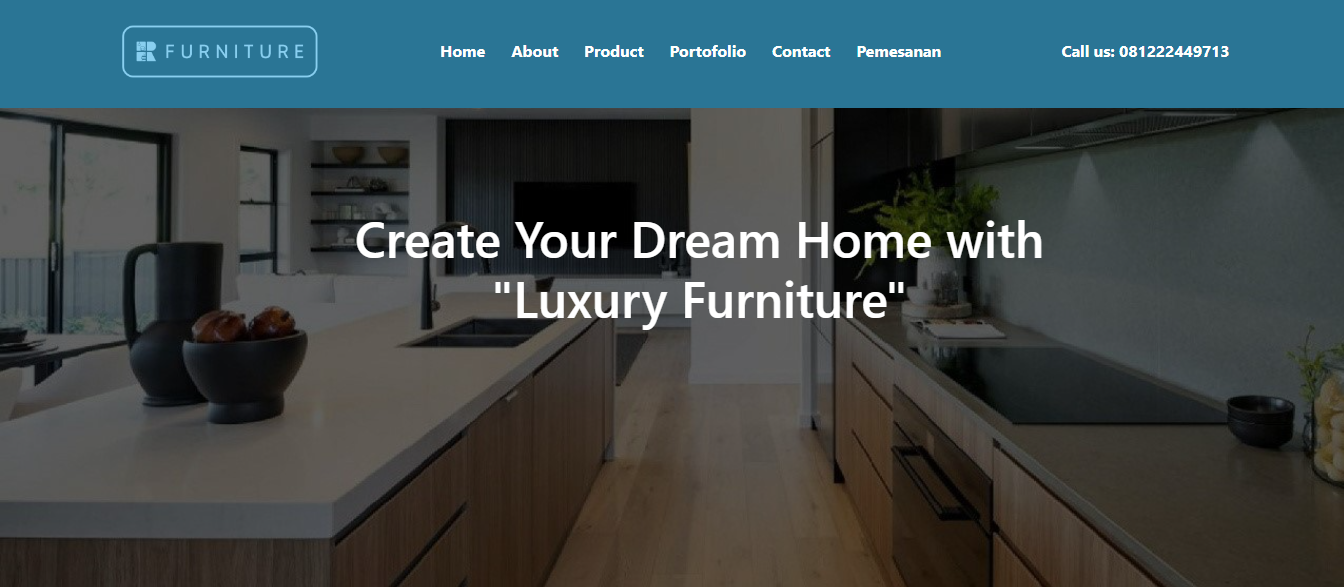 FURNITURE
Home About Product Portofolio Contact Pemesanan
Call us: 081222449713
Create Your Dream Home with
"Luxury Furniture"